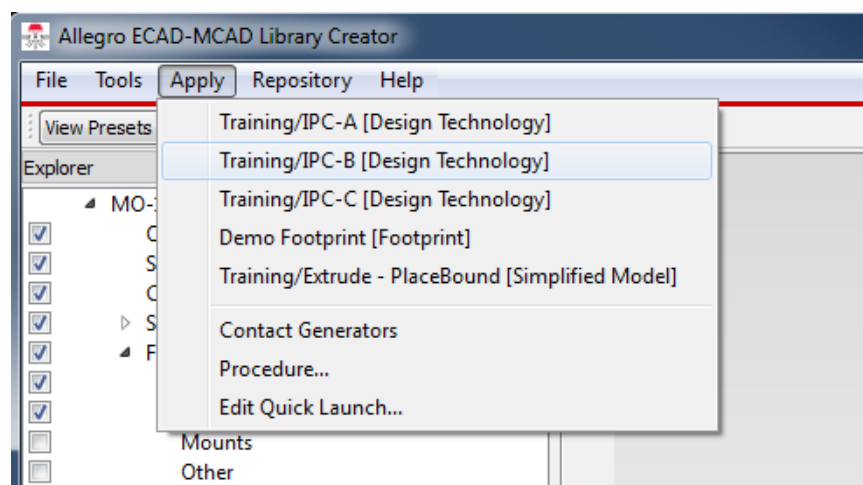 Allegro ECAD-MCAD Library Creator
File Tools Apply Repository Help
View Presets
Training/IPC-A [Design Technology]
Training/IPC-B [Design Technology]
Training/IPC-C [Design Technology]
Demo Footprint [Footprint]
Training/Extrude - PlaceBound [Simplified Model]
Contact Generators
Procedure...
Edit Quick Launch...
Explorer
MO-
C
S
C
S
F
Mounts
Other